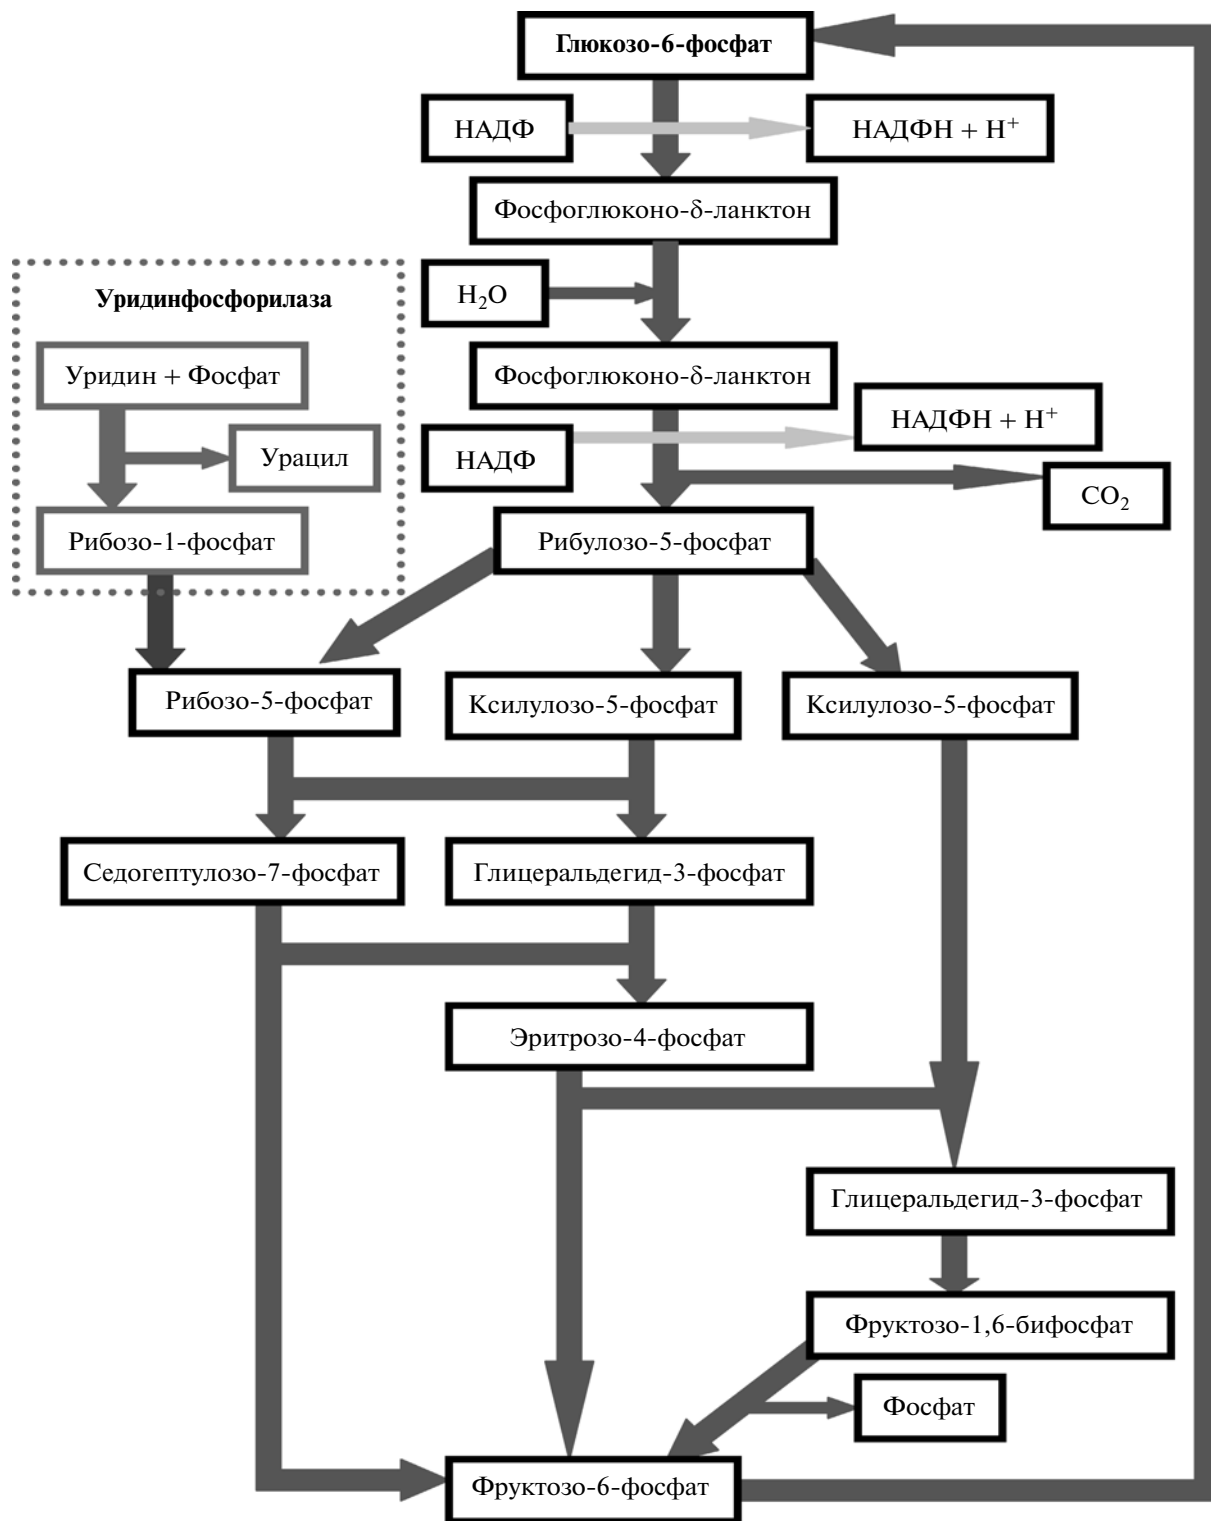 Глюкозо-6-фосфат
НАДФ
НАДФН + H⁺
Фосфоглюконо-δ-ланктон
Уридинфосфорилаза
H₂O
Уридин + Фосфат
Фосфоглюконо-δ-ланктон
НАДФН + H⁺
Урацил
НАДФ
CO₂
Рибозо-1-фосфат
Рибулозо-5-фосфат
Рибозо-5-фосфат
Ксилулозо-5-фосфат
Ксилулозо-5-фосфат
Седогептулозо-7-фосфат
Глицеральдегид-3-фосфат
Эритрозо-4-фосфат
Глицеральдегид-3-фосфат
Фруктозо-1,6-бифосфат
Фосфат
Фруктозо-6-фосфат